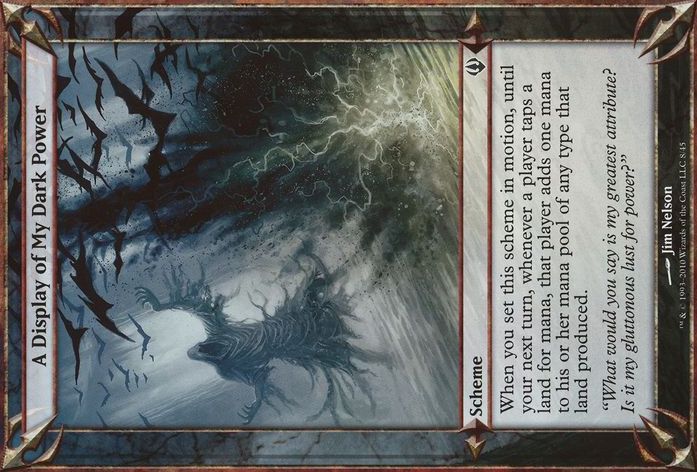 A Display of My Dark Power
Scheme
When you set this scheme in motion, until
your next turn, whenever a player taps a
land for mana, that player adds one mana
to his or her mana pool of any type that
land produced.
“What would you say is my greatest attribute?
Is it my gluttonous lust for power?”
Jim Nelson
™ & © 1993–2010 Wizards of the Coast LLC 8/45